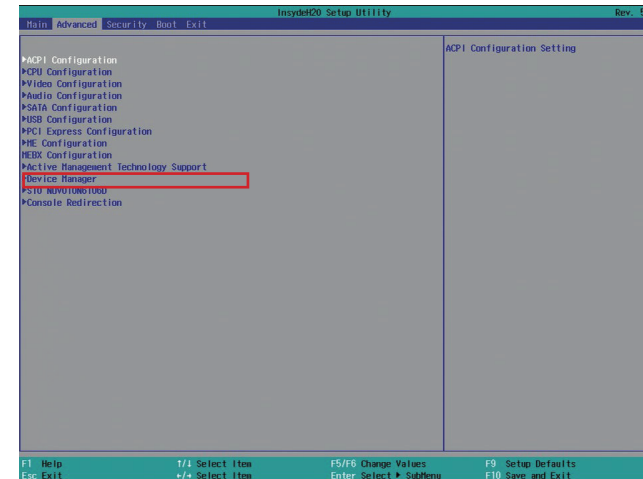 InsydeH20 Setup Utility Rev. 5
Main Advanced Security Boot Exit
ACPI Configuration Setting
▶ACPI Configuration
▶CPU Configuration
▶Video Configuration
▶Audio Configuration
▶SATA Configuration
▶USB Configuration
▶PCI Express Configuration
▶ME Configuration
MEBX Configuration
▶Active Management Technology Support
▶Device Manager
▶SIO NUVOTON6106D
▶Console Redirection
F1 Help ↑/↓ Select Item F5/F6 Change Values F9 Setup Defaults
Esc Exit ←/→ Select Item Enter Select ▶ SubMenu F10 Save and Exit